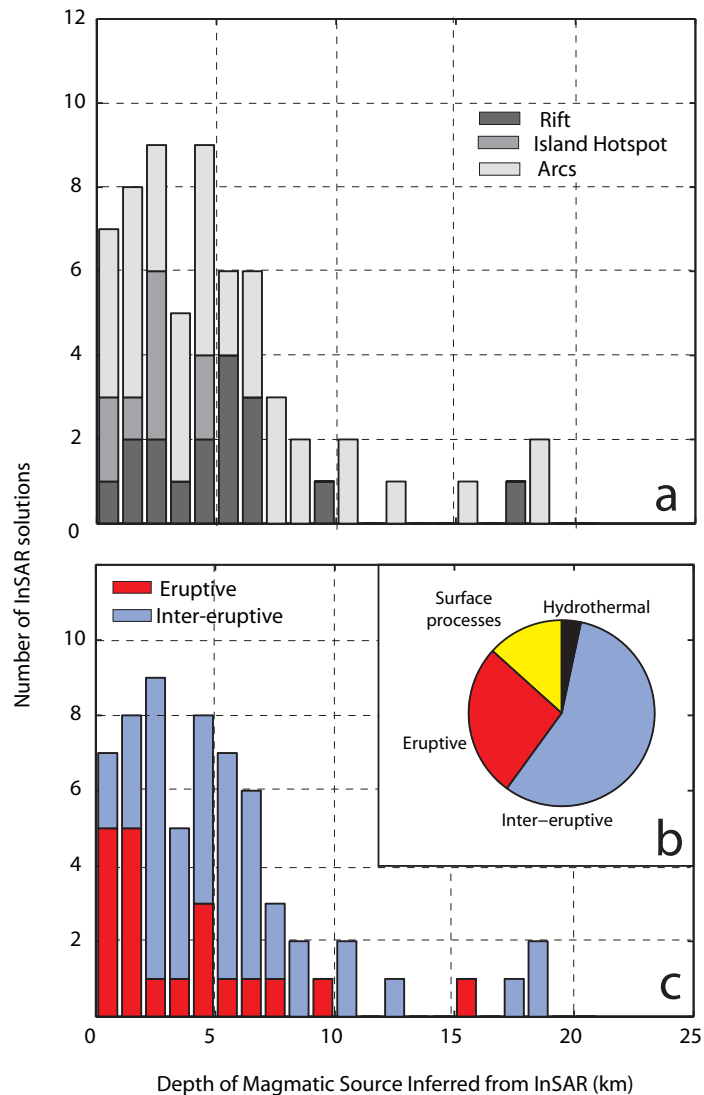 12
10
8
6
4
2
0
Rift
Island Hotspot
Arcs
a
Number of InSAR solutions
Eruptive
Inter-eruptive
10
8
6
4
2
Surface
processes
Hydrothermal
Eruptive
Inter–eruptive
b
c
0 5 10 15 20 25
Depth of Magmatic Source Inferred from InSAR (km)